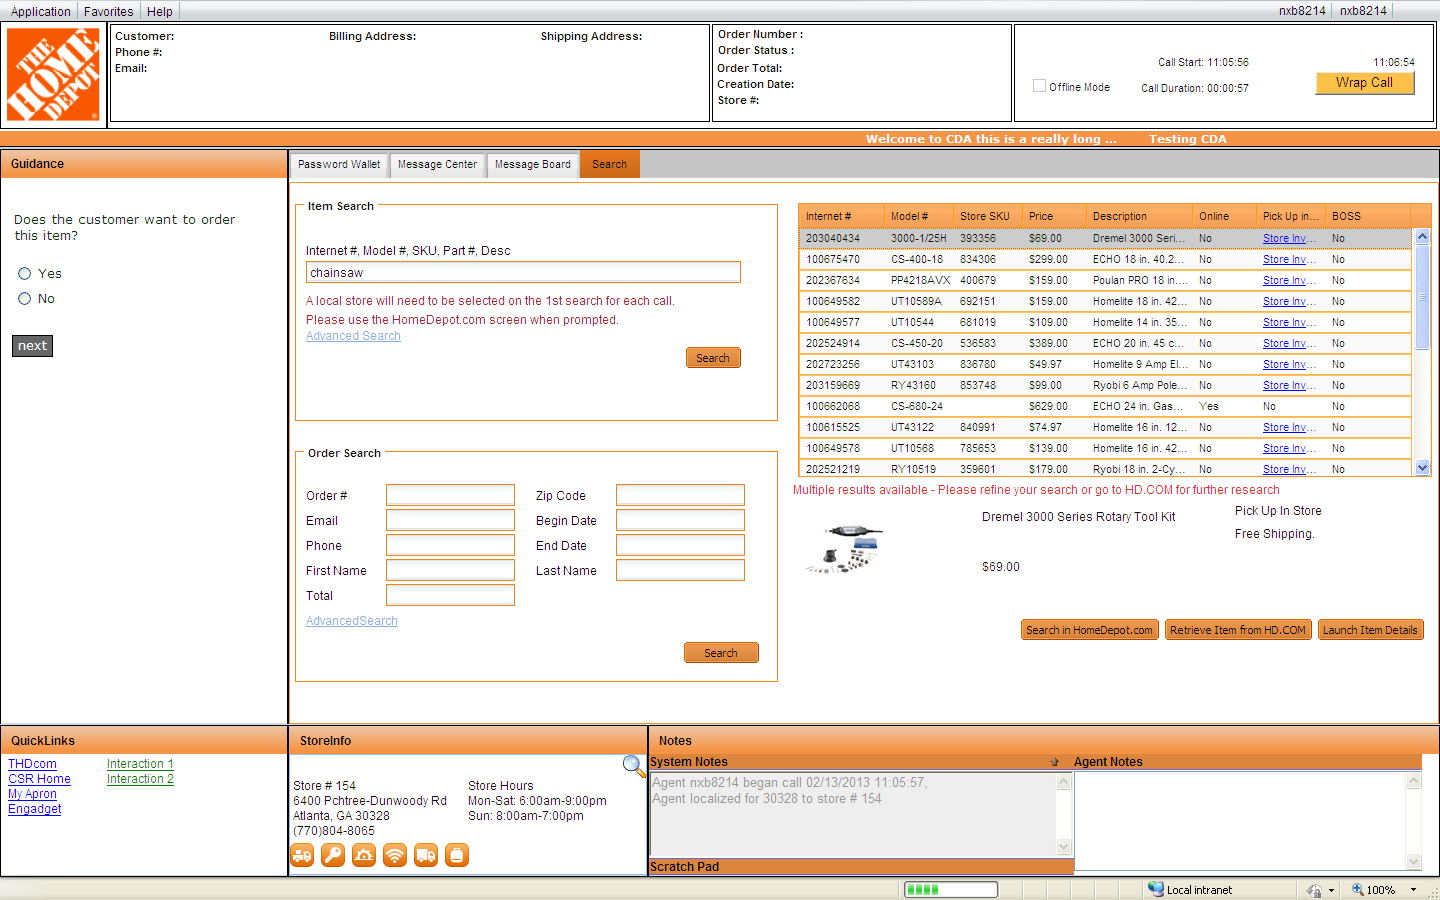 Application Favorites Help nxb8214 nxb8214
THE HOME DEPOT
Customer: Billing Address: Shipping Address:
Phone #:
Email:
Order Number :
Order Status :
Order Total:
Creation Date:
Store #:
Call Start: 11:05:56 11:06:54
Offline Mode Call Duration: 00:00:57 Wrap Call
Welcome to CDA this is a really long ... Testing CDA
Guidance
Does the customer want to order
this item?
Yes
No
next
Password Wallet Message Center Message Board Search
Item Search
Internet #, Model #, SKU, Part #, Desc
chainsaw
A local store will need to be selected on the 1st search for each call.
Please use the HomeDepot.com screen when prompted.
Advanced Search
Search
Order Search
Order # Zip Code
Email Begin Date
Phone End Date
First Name Last Name
Total
AdvancedSearch
Search
Internet # Model # Store SKU Price Description Online Pick Up in... BOSS
203040434 3000-1/25H 393356 $69.00 Dremel 3000 Seri... No Store Inv... No
100675470 CS-400-18 834306 $299.00 ECHO 18 in. 40.2... No Store Inv... No
202367634 PP4218AVX 400679 $159.00 Poulan PRO 18 in.... No Store Inv... No
100649582 UT10589A 692151 $159.00 Homelite 18 in. 42... No Store Inv... No
100649577 UT10544 681019 $109.00 Homelite 14 in. 35... No Store Inv... No
202524914 CS-450-20 536583 $389.00 ECHO 20 in. 45 c... No Store Inv... No
202723256 UT43103 836780 $49.97 Homelite 9 Amp El... No Store Inv... No
203159669 RY43160 853748 $99.00 Ryobi 6 Amp Pole... No Store Inv... No
100662068 CS-680-24 $629.00 ECHO 24 in. Gas... Yes No No
100615525 UT43122 840991 $74.97 Homelite 16 in. 12... No Store Inv... No
100649578 UT10568 785653 $139.00 Homelite 16 in. 42... No Store Inv... No
202521219 RY10519 359601 $179.00 Ryobi 18 in. 2-Cy... No Store Inv... No
Multiple results available - Please refine your search or go to HD.COM for further research
Dremel 3000 Series Rotary Tool Kit
$69.00
Pick Up In Store
Free Shipping.
Search in HomeDepot.com Retrieve Item from HD.COM Launch Item Details
QuickLinks
THDcom Interaction 1
CSR Home Interaction 2
My Apron
Engadget
StoreInfo
Store # 154
6400 Pchtree-Dunwoody Rd
Atlanta, GA 30328
(770)804-8065
Store Hours
Mon-Sat: 6:00am-9:00pm
Sun: 8:00am-7:00pm
Notes
System Notes
Agent nxb8214 began call 02/13/2013 11:05:57,
Agent localized for 30328 to store # 154
Scratch Pad
Agent Notes
Local intranet 100%